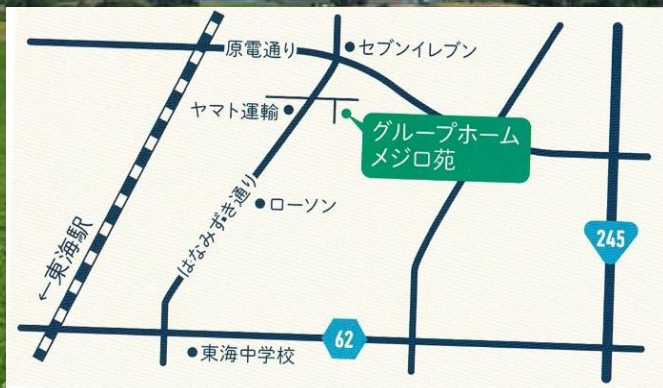 原電通り
セブンイレブン
ヤマト運輸
グループホーム
メジロ苑
はなみずき通り
ローソン
245
←東海駅
62
東海中学校